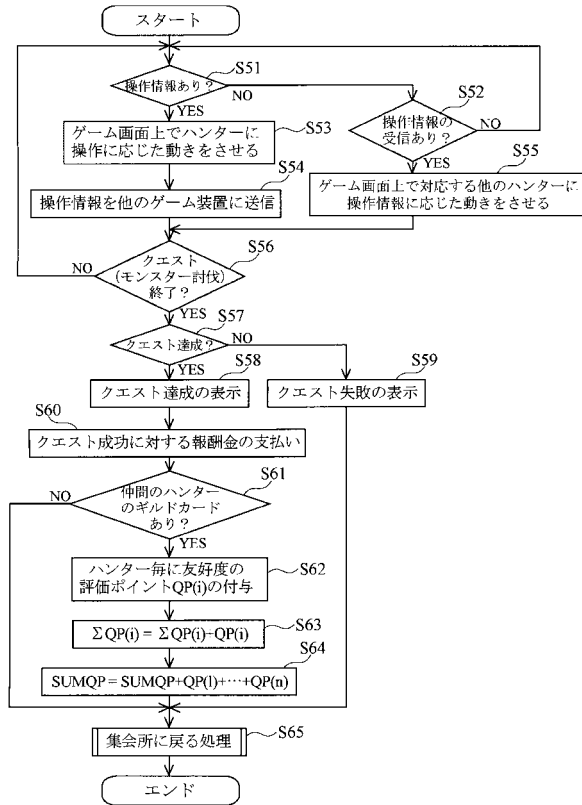 スタート
S51
操作情報あり？
NO
YES
S52
操作情報の
受信あり？
NO
YES
S53
ゲーム画面上でハンターに
操作に応じた動きをさせる
S54
操作情報を他のゲーム装置に送信
S55
ゲーム画面上で対応する他のハンターに
操作情報に応じた動きをさせる
S56
クエスト
(モンスター討伐)
終了？
NO
YES
S57
クエスト達成？
NO
YES
S58
クエスト達成の表示
S59
クエスト失敗の表示
S60
クエスト成功に対する報酬金の支払い
S61
仲間のハンター
のギルドカード
あり？
NO
YES
S62
ハンター毎に友好度の
評価ポイントQP(i)の付与
S63
ΣQP(i) = ΣQP(i)+QP(i)
S64
SUMQP = SUMQP+QP(1)+…+QP(n)
S65
集会所に戻る処理
エンド